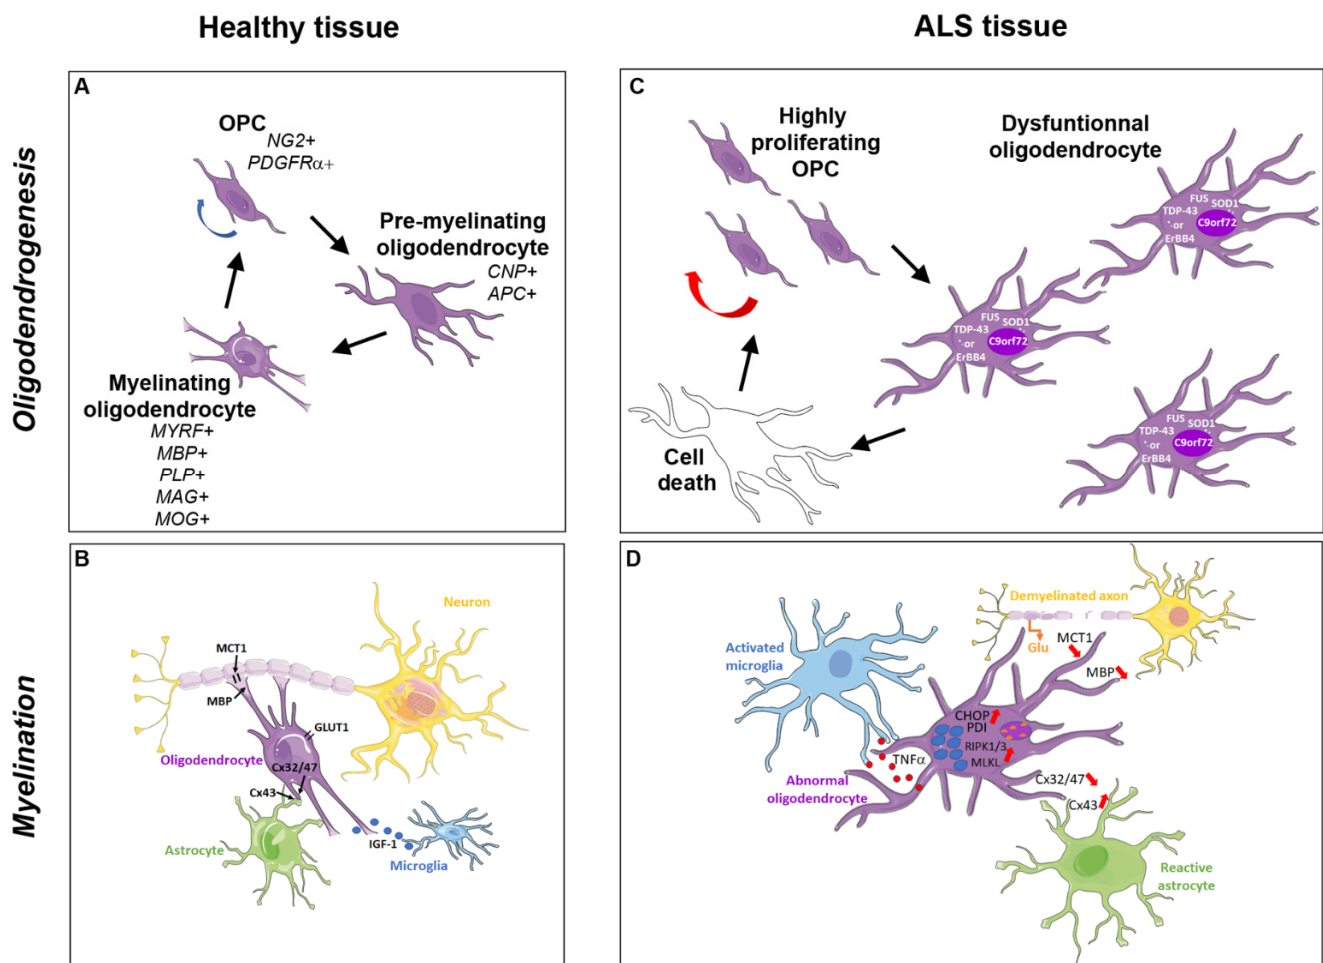 Healthy tissue
ALS tissue
Oligodendrogenesis
Myelination
A
OPC
NG2+
PDGFRα+
Pre-myelinating
oligodendrocyte
CNP+
APC+
Myelinating
oligodendrocyte
MYRF+
MBP+
PLP+
MAG+
MOG+
C
Highly
proliferating
OPC
Dysfuntionnal
oligodendrocyte
FUS
SOD1
TDP-43
C9orf72
or
ErBB4
FUS
SOD1
TDP-43
C9orf72
or
ErBB4
FUS
SOD1
TDP-43
C9orf72
or
ErBB4
Cell
death
B
Neuron
MCT1
MBP
GLUT1
Oligodendrocyte
Cx32/47
Cx43
Astrocyte
IGF-1
Microglia
D
Demyelinated axon
Glu
MCT1
MBP
Activated
microglia
CHOP
PDI
RIPK1/3
MLKL
TNFα
Abnormal
oligodendrocyte
Cx32/47
Cx43
Reactive
astrocyte